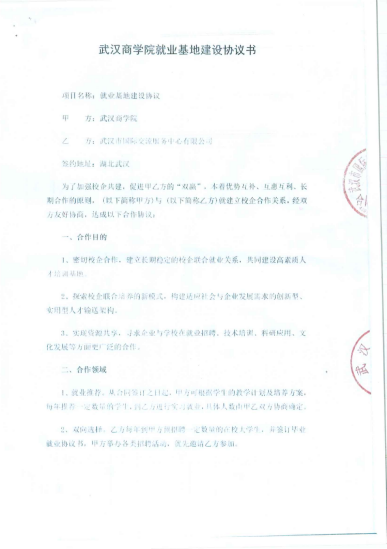 武汉商学院就业基地建设协议书
项目名称：就业基地建设协议
甲　　方：武汉商学院
乙　　方：武汉市国际交流服务中心有限公司
签约地址：湖北武汉
为了加强校企共建，促进甲乙方的“双赢”，本着优势互补、互惠互利、长
期合作的原则，（以下简称甲方）与（以下简称乙方）就建立校企合作关系，经双
方友好协商，达成以下合作协议：
一、合作目的
1、密切校企合作，建立长期稳定的校企联合就业关系，共同建设高素质人
才培训基地。
2、探索校企联合培养的新模式，构建适应社会与企业发展需求的创新型、
实用型人才输送架构。
3、实现资源共享，寻求企业与学校在就业招聘、技术培训、科研应用、文
化发展等方面更广泛的合作。
二、合作领域
1、就业推荐。从合同签订之日起，甲方可根据学生的教学计划及培养方案，
每年推荐一定数量的学生，到乙方进行实习就业，具体人数由甲乙双方协商确定。
2、双向选择。乙方每年到甲方预招聘一定数量的在校大学生，并签订毕业
就业协议书，甲方举办各类招聘活动，优先邀请乙方参加。
武汉